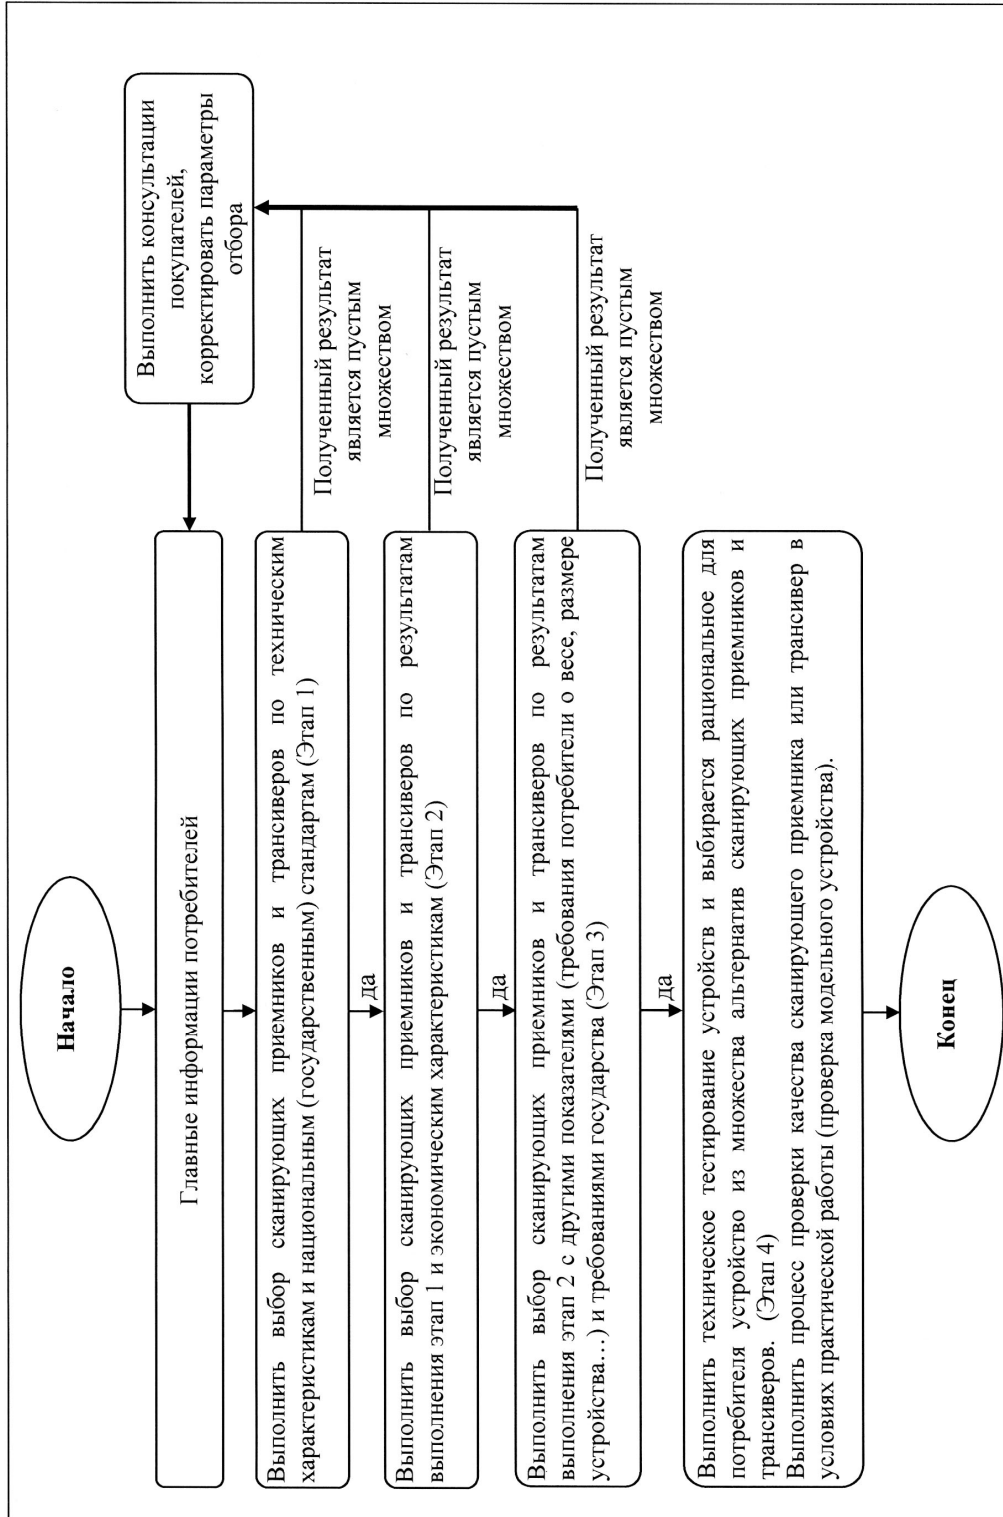 Начало
Главные информации потребителей
Выполнить консультации
покупателей,
корректировать параметры
отбора
Выполнить выбор сканирующих приемников и трансиверов по техническим
характеристикам и национальным (государственным) стандартам (Этап 1)
Полученный результат
является пустым
множеством
да
Выполнить выбор сканирующих приемников и трансиверов по результатам
выполнения этап 1 и экономическим характеристикам (Этап 2)
Полученный результат
является пустым
множеством
да
Выполнить выбор сканирующих приемников и трансиверов по результатам
выполнения этап 2 с другими показателями (требования потребители о весе, размере
устройства…) и требованиями государства (Этап 3)
Полученный результат
является пустым
множеством
да
Выполнить техническое тестирование устройств и выбирается рациональное для
потребителя устройство из множества альтернатив сканирующих приемников и
трансиверов. (Этап 4)
Выполнить процесс проверки качества сканирующего приемника или трансивер в
условиях практической работы (проверка модельного устройства).
Конец